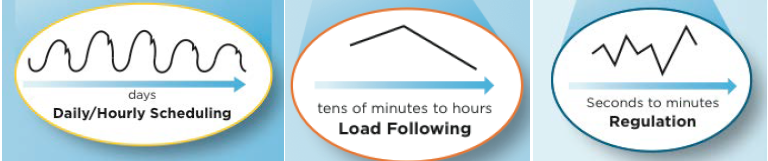 days
Daily/Hourly Scheduling
tens of minutes to hours
Load Following
Seconds to minutes
Regulation